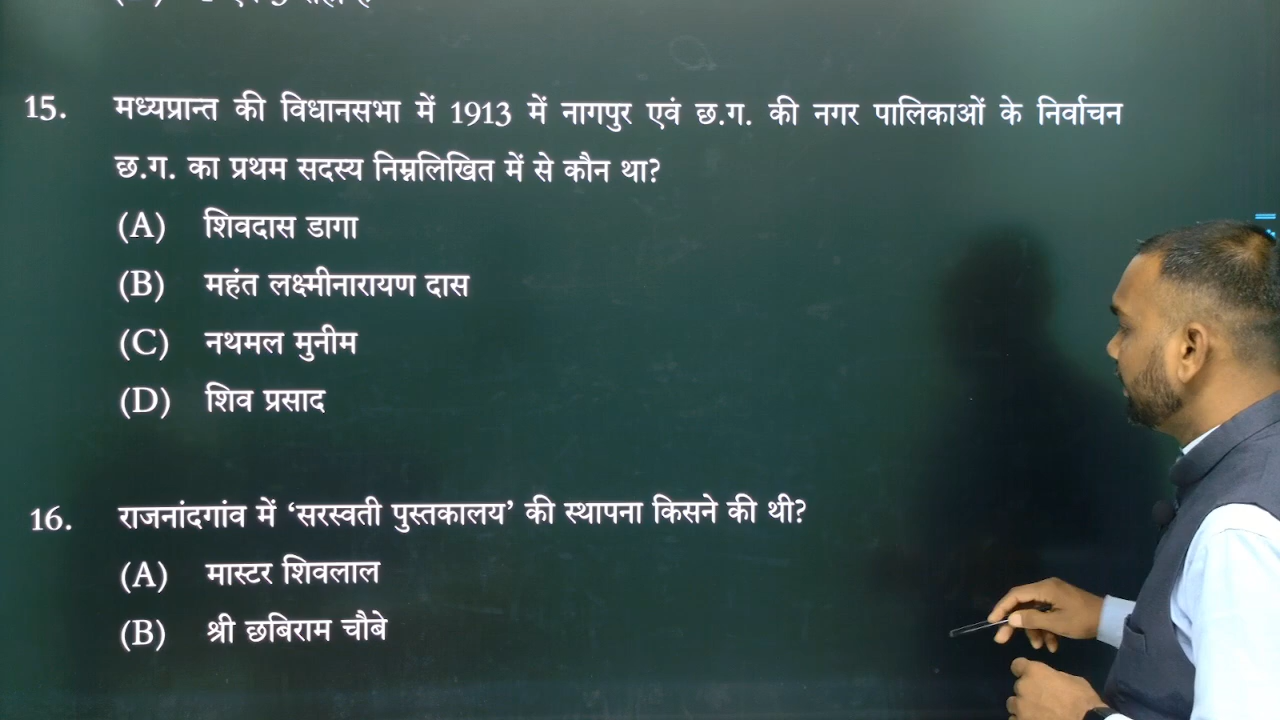 15. मध्यप्रान्त की विधानसभा में 1913 में नागपुर एवं छ.ग. की नगर पालिकाओं के निर्वाचन
छ.ग. का प्रथम सदस्य निम्नलिखित में से कौन था?
(A) शिवदास डागा
(B) महंत लक्ष्मीनारायण दास
(C) नथमल मुनीम
(D) शिव प्रसाद
16. राजनांदगांव में ‘सरस्वती पुस्तकालय’ की स्थापना किसने की थी?
(A) मास्टर शिवलाल
(B) श्री छबिराम चौबे